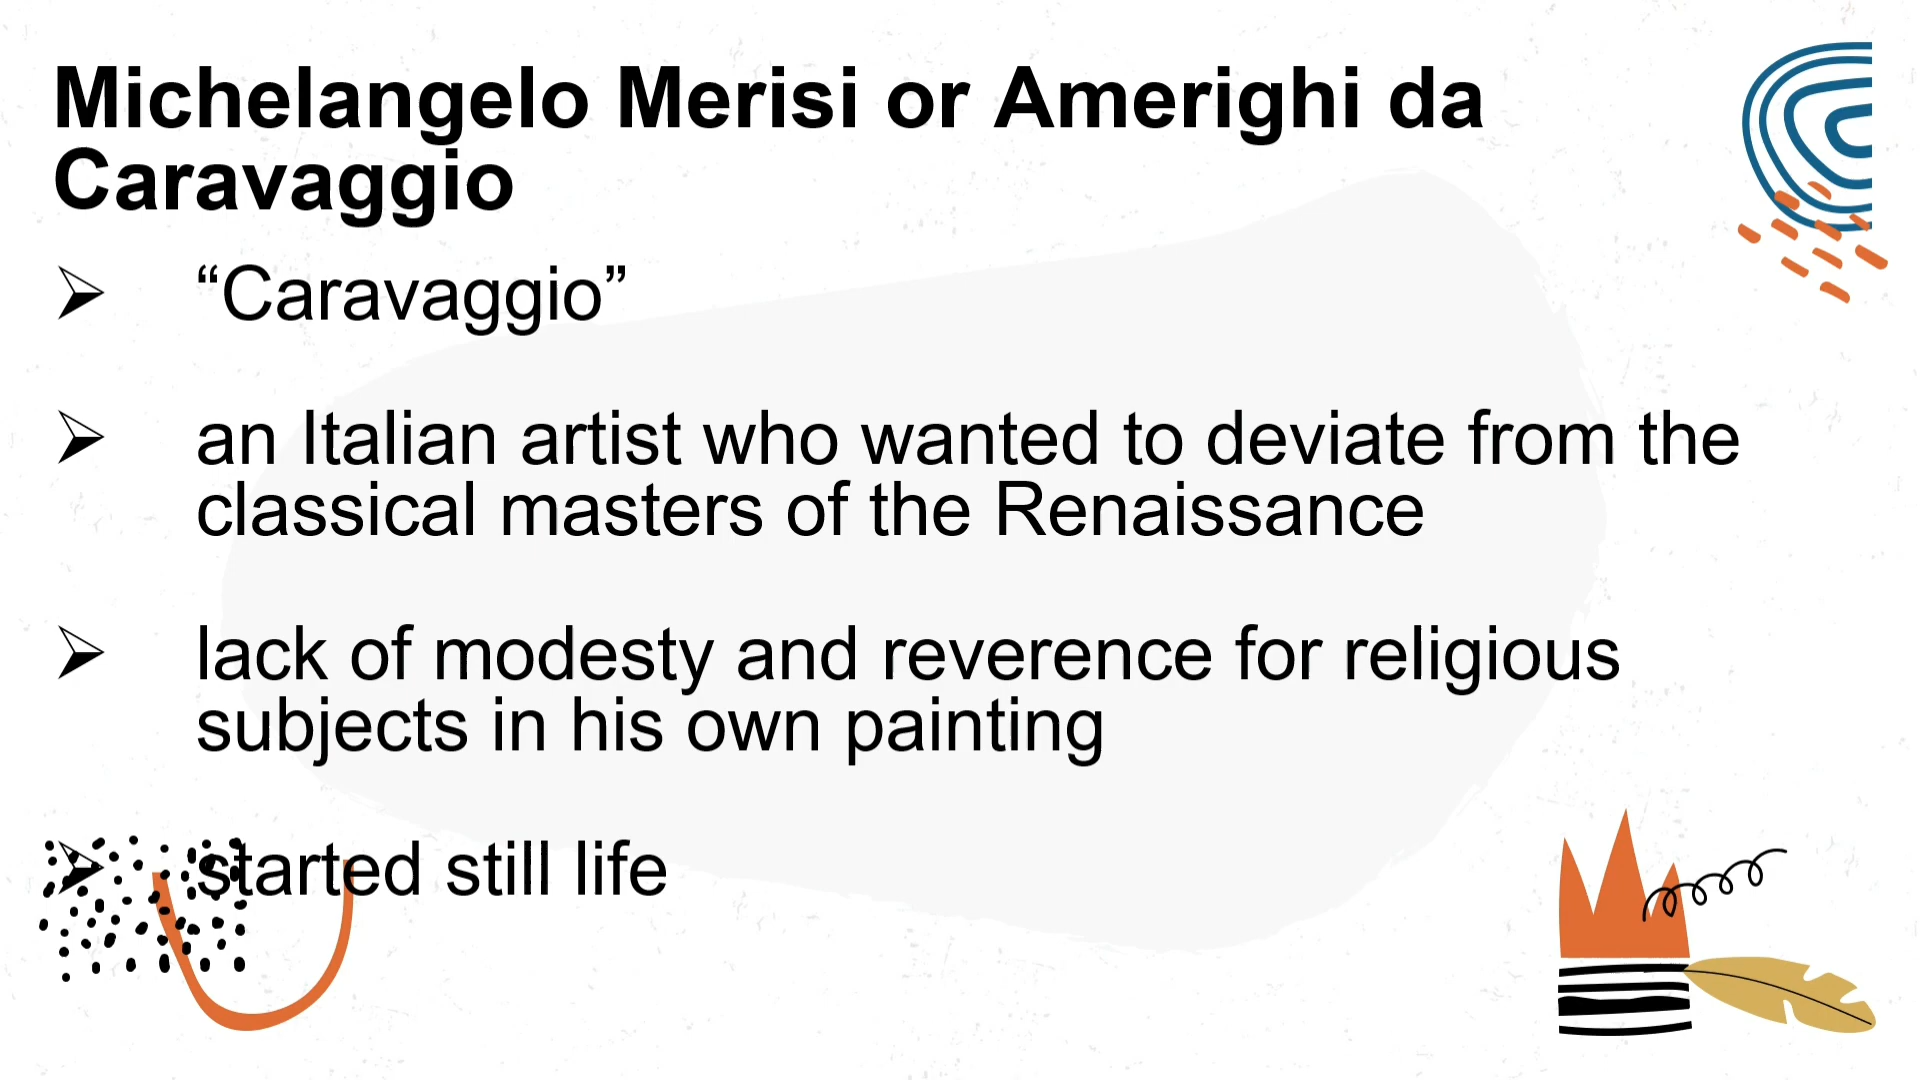 Michelangelo Merisi or Amerighi da
Caravaggio
➢ “Caravaggio”
➢ an Italian artist who wanted to deviate from the
classical masters of the Renaissance
➢ lack of modesty and reverence for religious
subjects in his own painting
➢ started still life